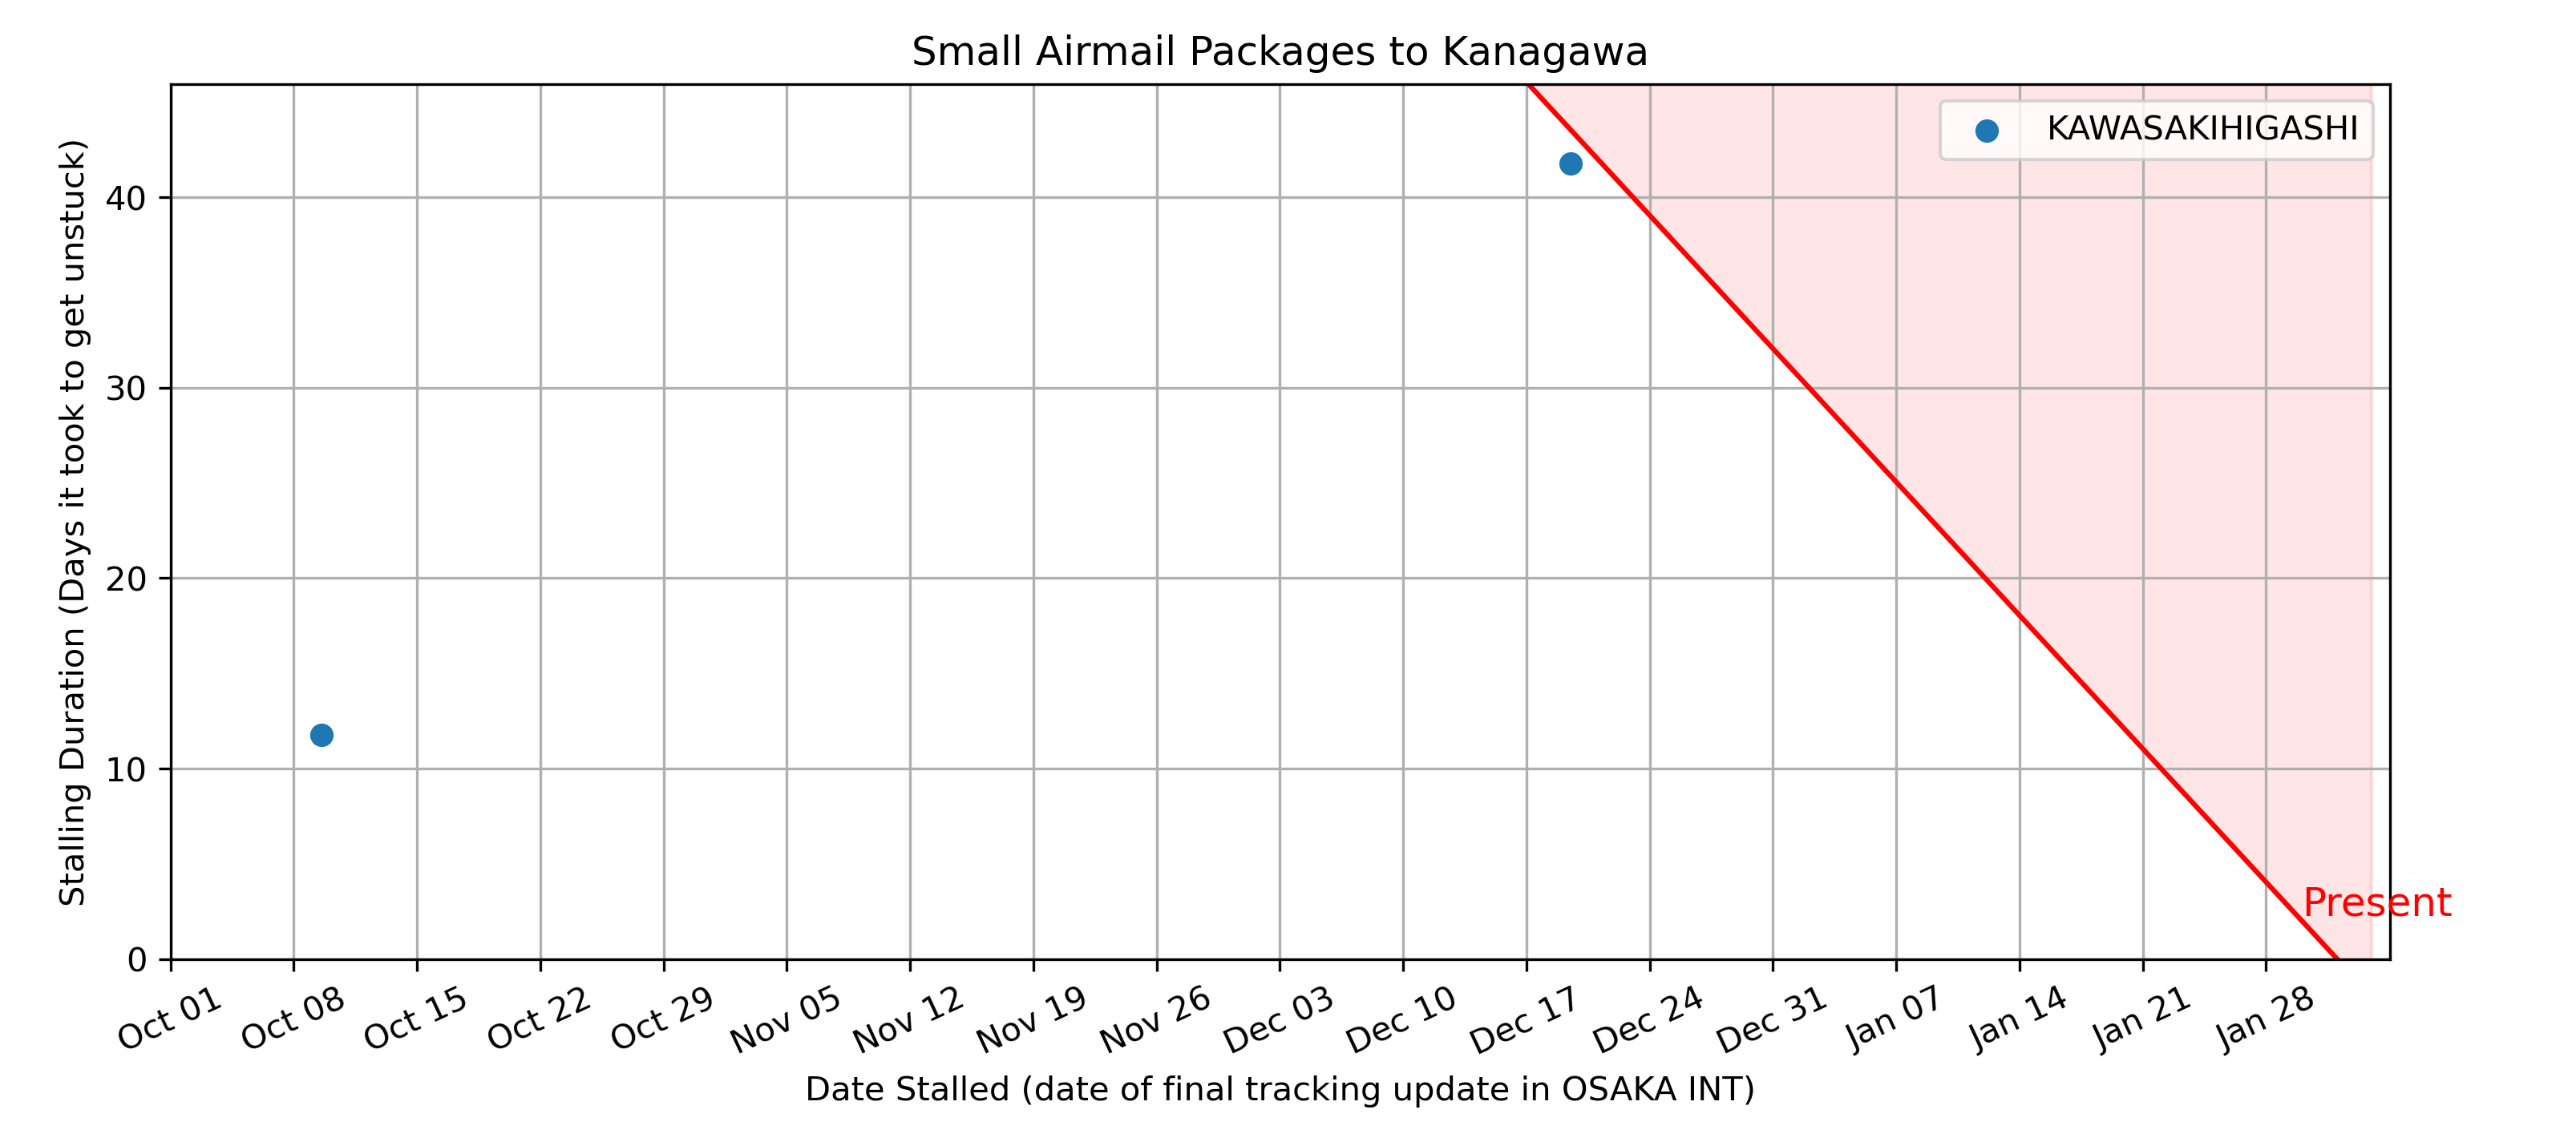 Small Airmail Packages to Kanagawa
KAWASAKIHIGASHI
Stalling Duration (Days it took to get unstuck)
40
30
20
10
0
Present
Oct 01 Oct 08 Oct 15 Oct 22 Oct 29 Nov 05 Nov 12 Nov 19 Nov 26 Dec 03 Dec 10 Dec 17 Dec 24 Dec 31 Jan 07 Jan 14 Jan 21 Jan 28
Date Stalled (date of final tracking update in OSAKA INT)